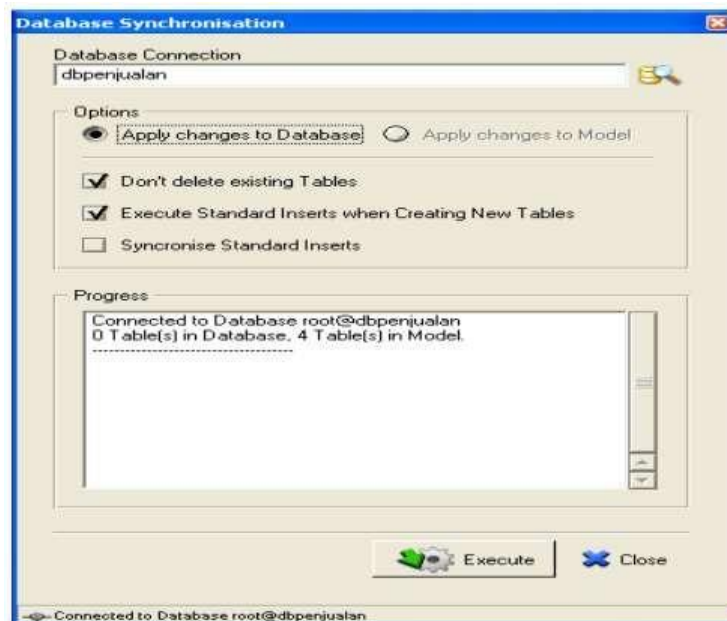 Database Synchronisation
Database Connection
dbpenjualan
Options
Apply changes to Database Apply changes to Model
Don't delete existing Tables
Execute Standard Inserts when Creating New Tables
Syncronise Standard Inserts
Progress
Connected to Database root@dbpenjualan
0 Table(s) in Database, 4 Table(s) in Model.
--------------------------------
Execute Close
Connected to Database root@dbpenjualan